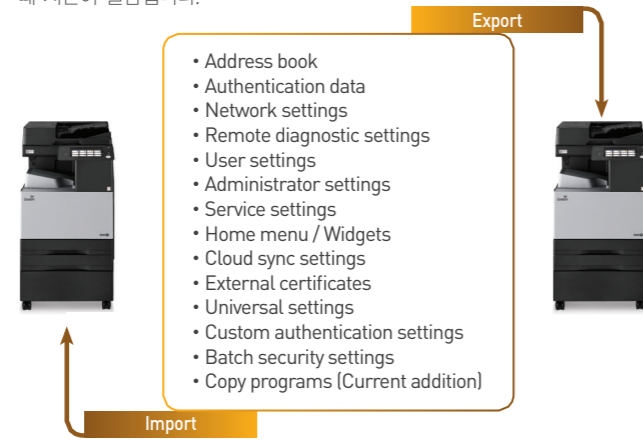 Export
• Address book
• Authentication data
• Network settings
• Remote diagnostic settings
• User settings
• Administrator settings
• Service settings
• Home menu / Widgets
• Cloud sync settings
• External certificates
• Universal settings
• Custom authentication settings
• Batch security settings
• Copy programs (Current addition)
Import